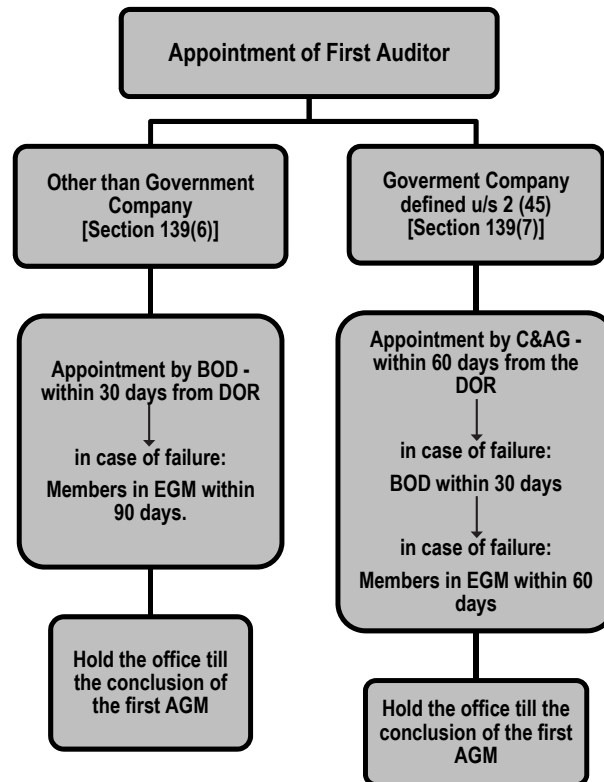 Appointment of First Auditor
Other than Government
Company
[Section 139(6)]
Appointment by BOD -
within 30 days from DOR
in case of failure:
Members in EGM within
90 days.
Hold the office till
the conclusion of
the first AGM
Goverment Company
defined u/s 2 (45)
[Section 139(7)]
Appointment by C&AG -
within 60 days from the
DOR
in case of failure:
BOD within 30 days
in case of failure:
Members in EGM within 60
days
Hold the office till the
conclusion of the first
AGM